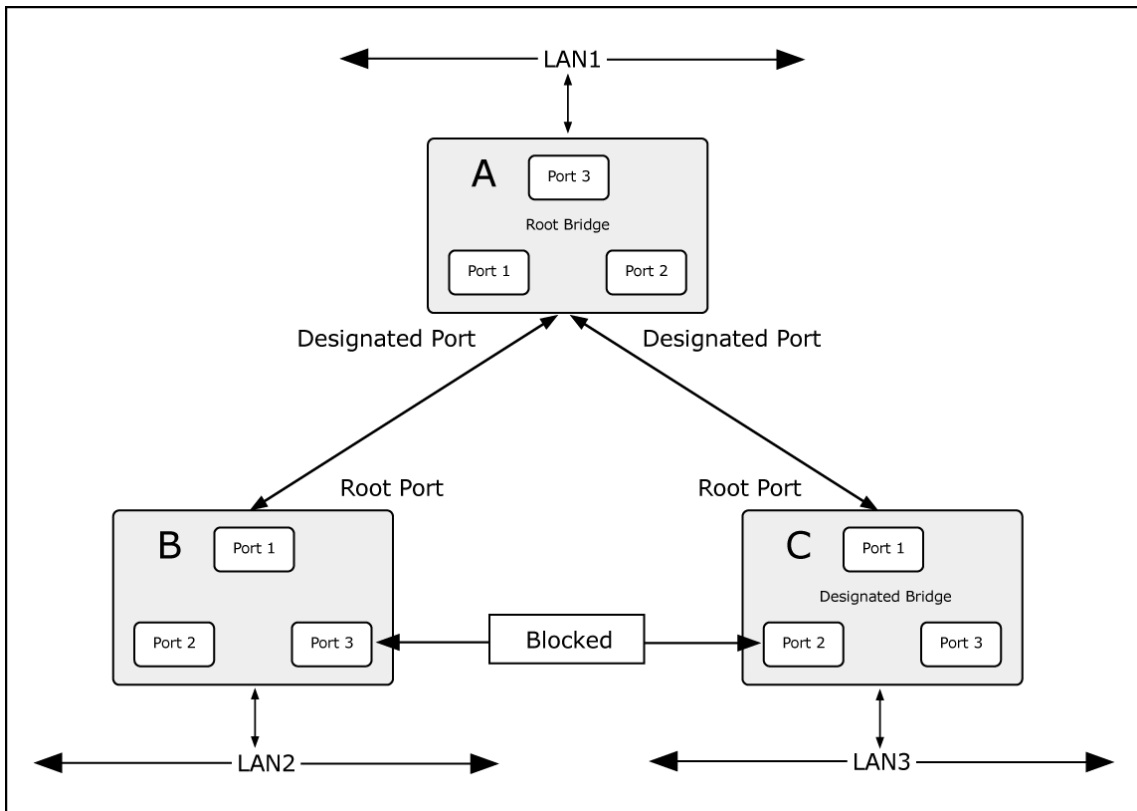 LAN1
A
Port 3
Root Bridge
Port 1
Port 2
Designated Port
Designated Port
Root Port
Root Port
B
Port 1
Port 2
Port 3
Blocked
C
Port 1
Designated Bridge
Port 2
Port 3
LAN2
LAN3